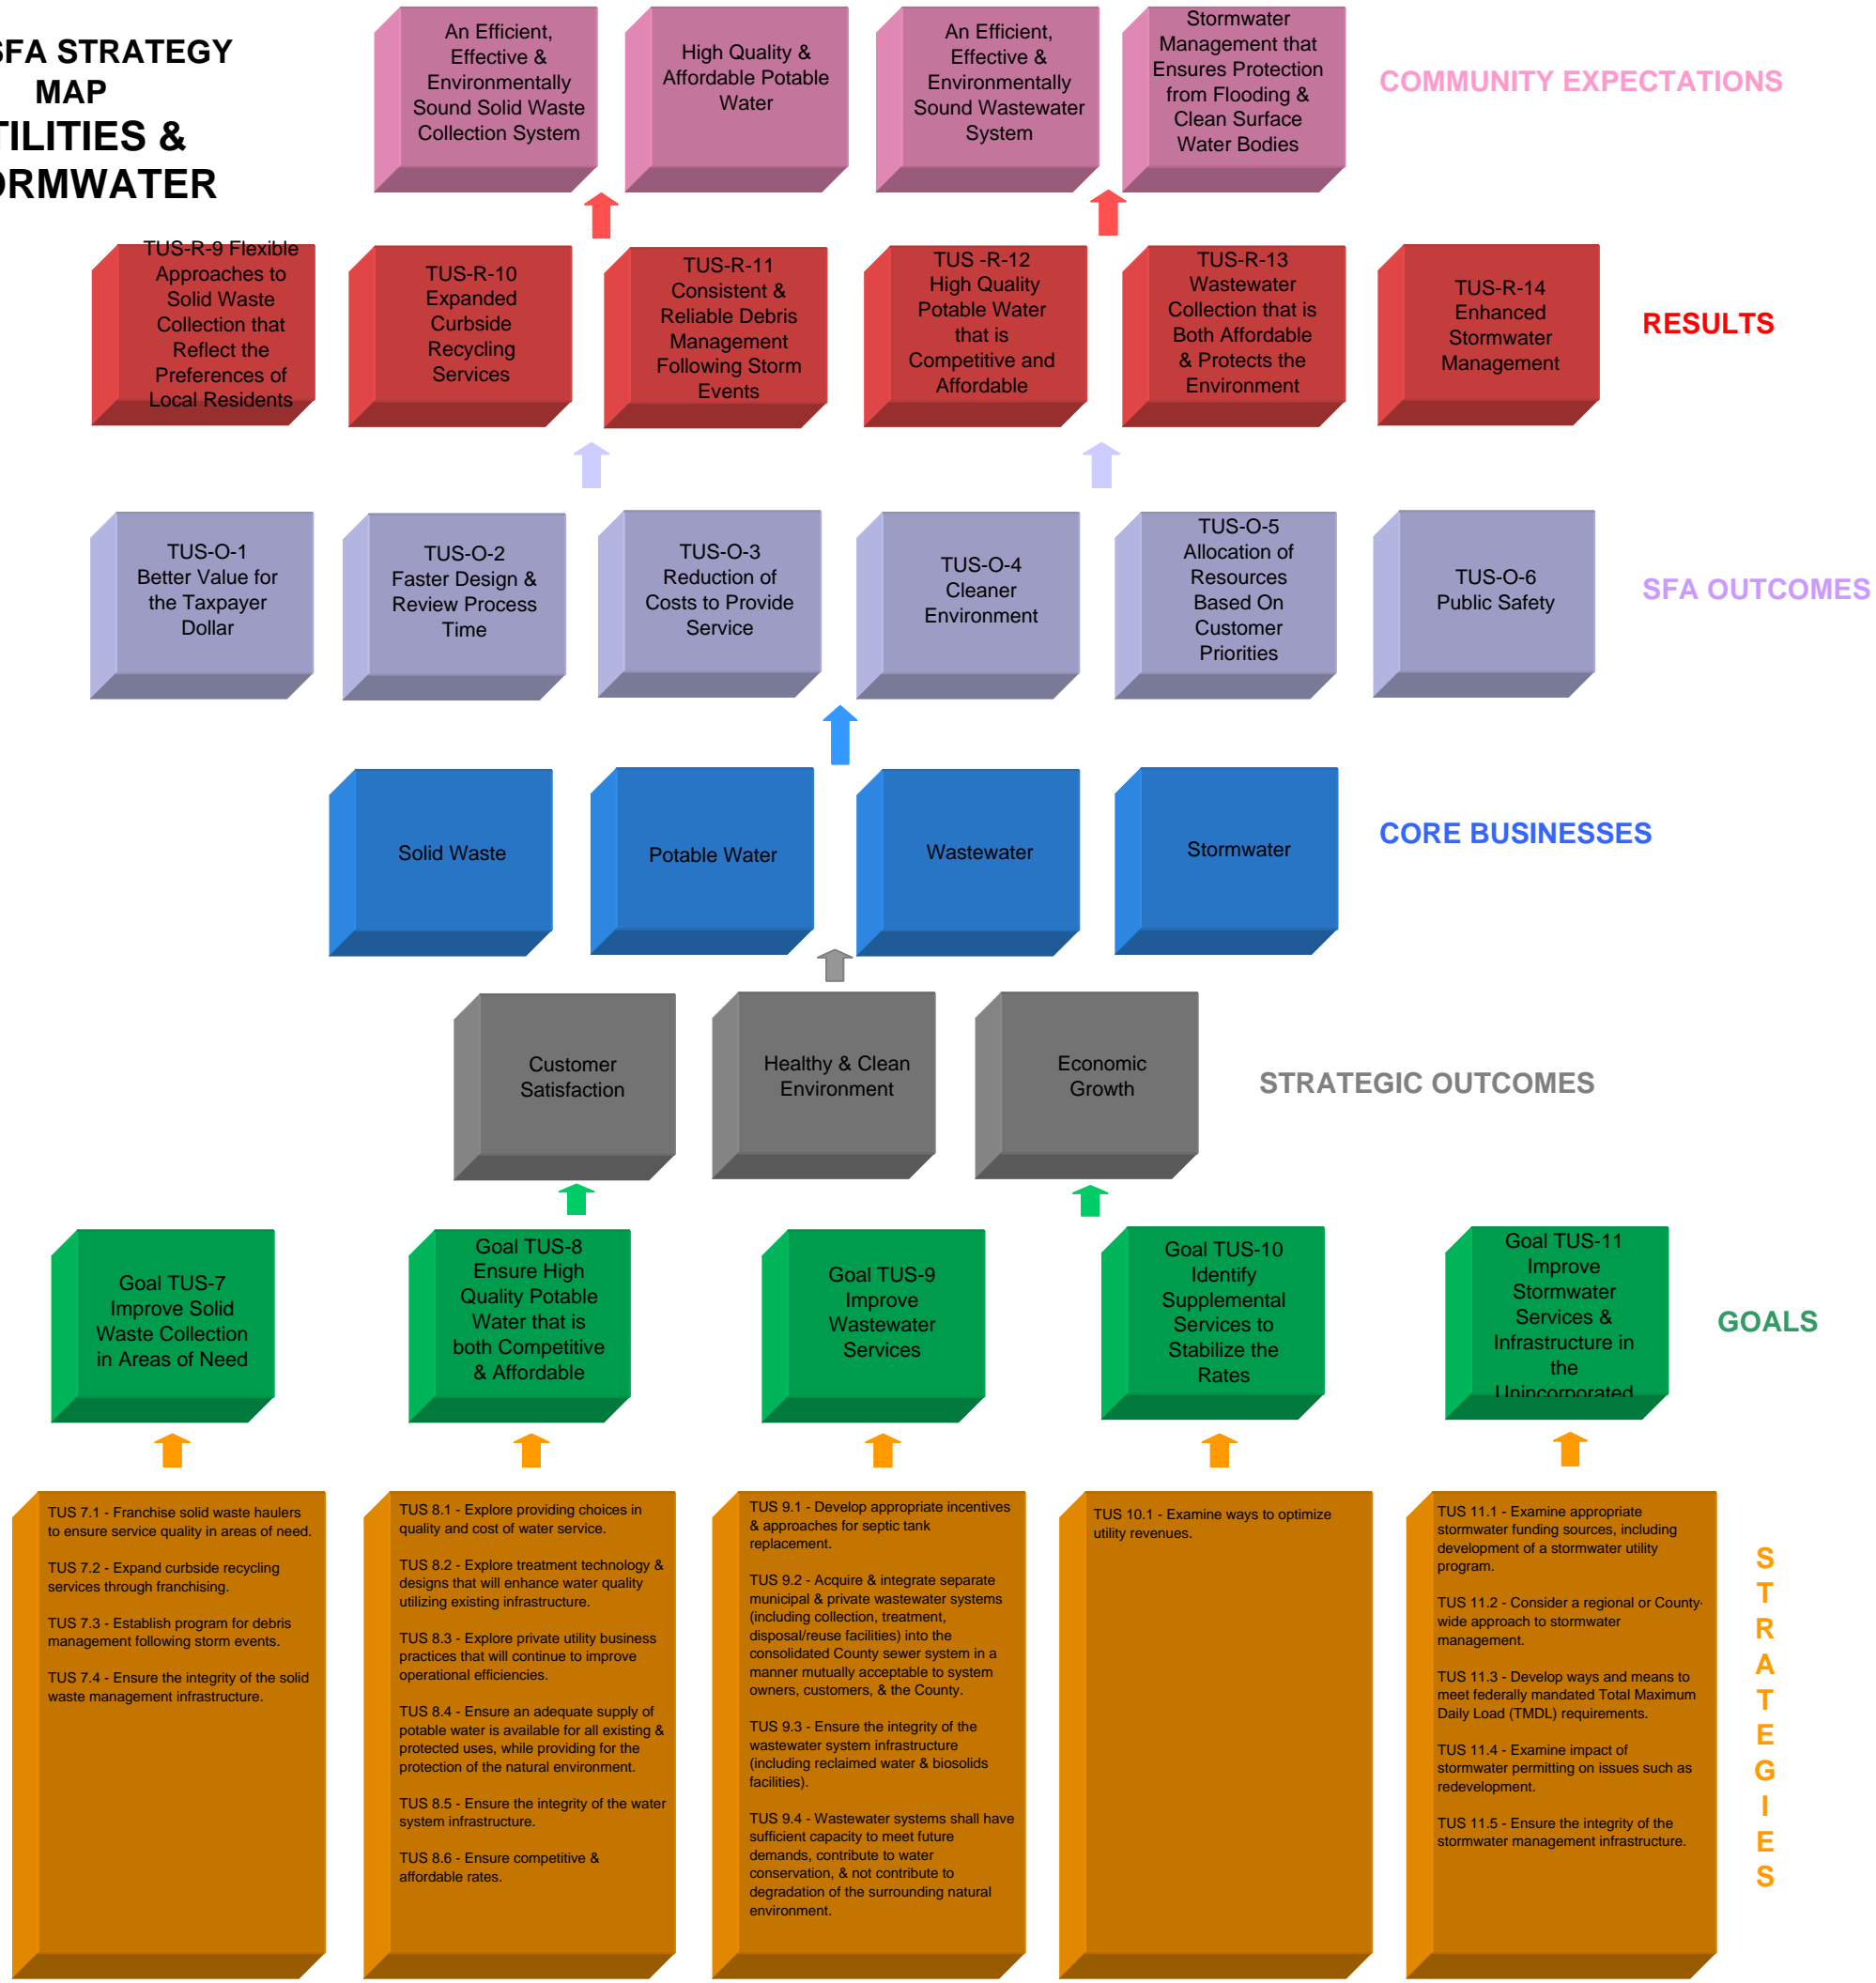 SFA STRATEGY
MAP
TILITIES &
ORMWATER
An Efficient,
Effective &
Environmentally
Sound Solid Waste
Collection System
High Quality &
Affordable Potable
Water
An Efficient,
Effective &
Environmentally
Sound Wastewater
System
Stormwater
Management that
Ensures Protection
from Flooding &
Clean Surface
Water Bodies
COMMUNITY EXPECTATIONS
TUS-R-9 Flexible
Approaches to
Solid Waste
Collection that
Reflect the
Preferences of
Local Residents
TUS-R-10
Expanded
Curbside
Recycling
Services
TUS-R-11
Consistent &
Reliable Debris
Management
Following Storm
Events
TUS -R-12
High Quality
Potable Water
that is
Competitive and
Affordable
TUS-R-13
Wastewater
Collection that is
Both Affordable
& Protects the
Environment
TUS-R-14
Enhanced
Stormwater
Management
RESULTS
TUS-O-1
Better Value for
the Taxpayer
Dollar
TUS-O-2
Faster Design &
Review Process
Time
TUS-O-3
Reduction of
Costs to Provide
Service
TUS-O-4
Cleaner
Environment
TUS-O-5
Allocation of
Resources
Based On
Customer
Priorities
TUS-O-6
Public Safety
SFA OUTCOMES
Solid Waste
Potable Water
Wastewater
Stormwater
CORE BUSINESSES
Customer
Satisfaction
Healthy & Clean
Environment
Economic
Growth
STRATEGIC OUTCOMES
Goal TUS-7
Improve Solid
Waste Collection
in Areas of Need
Goal TUS-8
Ensure High
Quality Potable
Water that is
both Competitive
& Affordable
Goal TUS-9
Improve
Wastewater
Services
Goal TUS-10
Identify
Supplemental
Services to
Stabilize the
Rates
Goal TUS-11
Improve
Stormwater
Services &
Infrastructure in
the
Unincorporated
GOALS
TUS 7.1 - Franchise solid waste haulers
to ensure service quality in areas of need.
TUS 7.2 - Expand curbside recycling
services through franchising.
TUS 7.3 - Establish program for debris
management following storm events.
TUS 7.4 - Ensure the integrity of the solid
waste management infrastructure.
TUS 8.1 - Explore providing choices in
quality and cost of water service.
TUS 8.2 - Explore treatment technology &
designs that will enhance water quality
utilizing existing infrastructure.
TUS 8.3 - Explore private utility business
practices that will continue to improve
operational efficiencies.
TUS 8.4 - Ensure an adequate supply of
potable water is available for all existing &
protected uses, while providing for the
protection of the natural environment.
TUS 8.5 - Ensure the integrity of the water
system infrastructure.
TUS 8.6 - Ensure competitive &
affordable rates.
TUS 9.1 - Develop appropriate incentives
& approaches for septic tank
replacement.
TUS 9.2 - Acquire & integrate separate
municipal & private wastewater systems
(including collection, treatment,
disposal/reuse facilities) into the
consolidated County sewer system in a
manner mutually acceptable to system
owners, customers, & the County.
TUS 9.3 - Ensure the integrity of the
wastewater system infrastructure
(including reclaimed water & biosolids
facilities).
TUS 9.4 - Wastewater systems shall have
sufficient capacity to meet future
demands, contribute to water
conservation, & not contribute to
degradation of the surrounding natural
environment.
TUS 10.1 - Examine ways to optimize
utility revenues.
TUS 11.1 - Examine appropriate
stormwater funding sources, including
development of a stormwater utility
program.
TUS 11.2 - Consider a regional or County-
wide approach to stormwater
management.
TUS 11.3 - Develop ways and means to
meet federally mandated Total Maximum
Daily Load (TMDL) requirements.
TUS 11.4 - Examine impact of
stormwater permitting on issues such as
redevelopment.
TUS 11.5 - Ensure the integrity of the
stormwater management infrastructure.
S
T
R
A
T
E
G
I
E
S